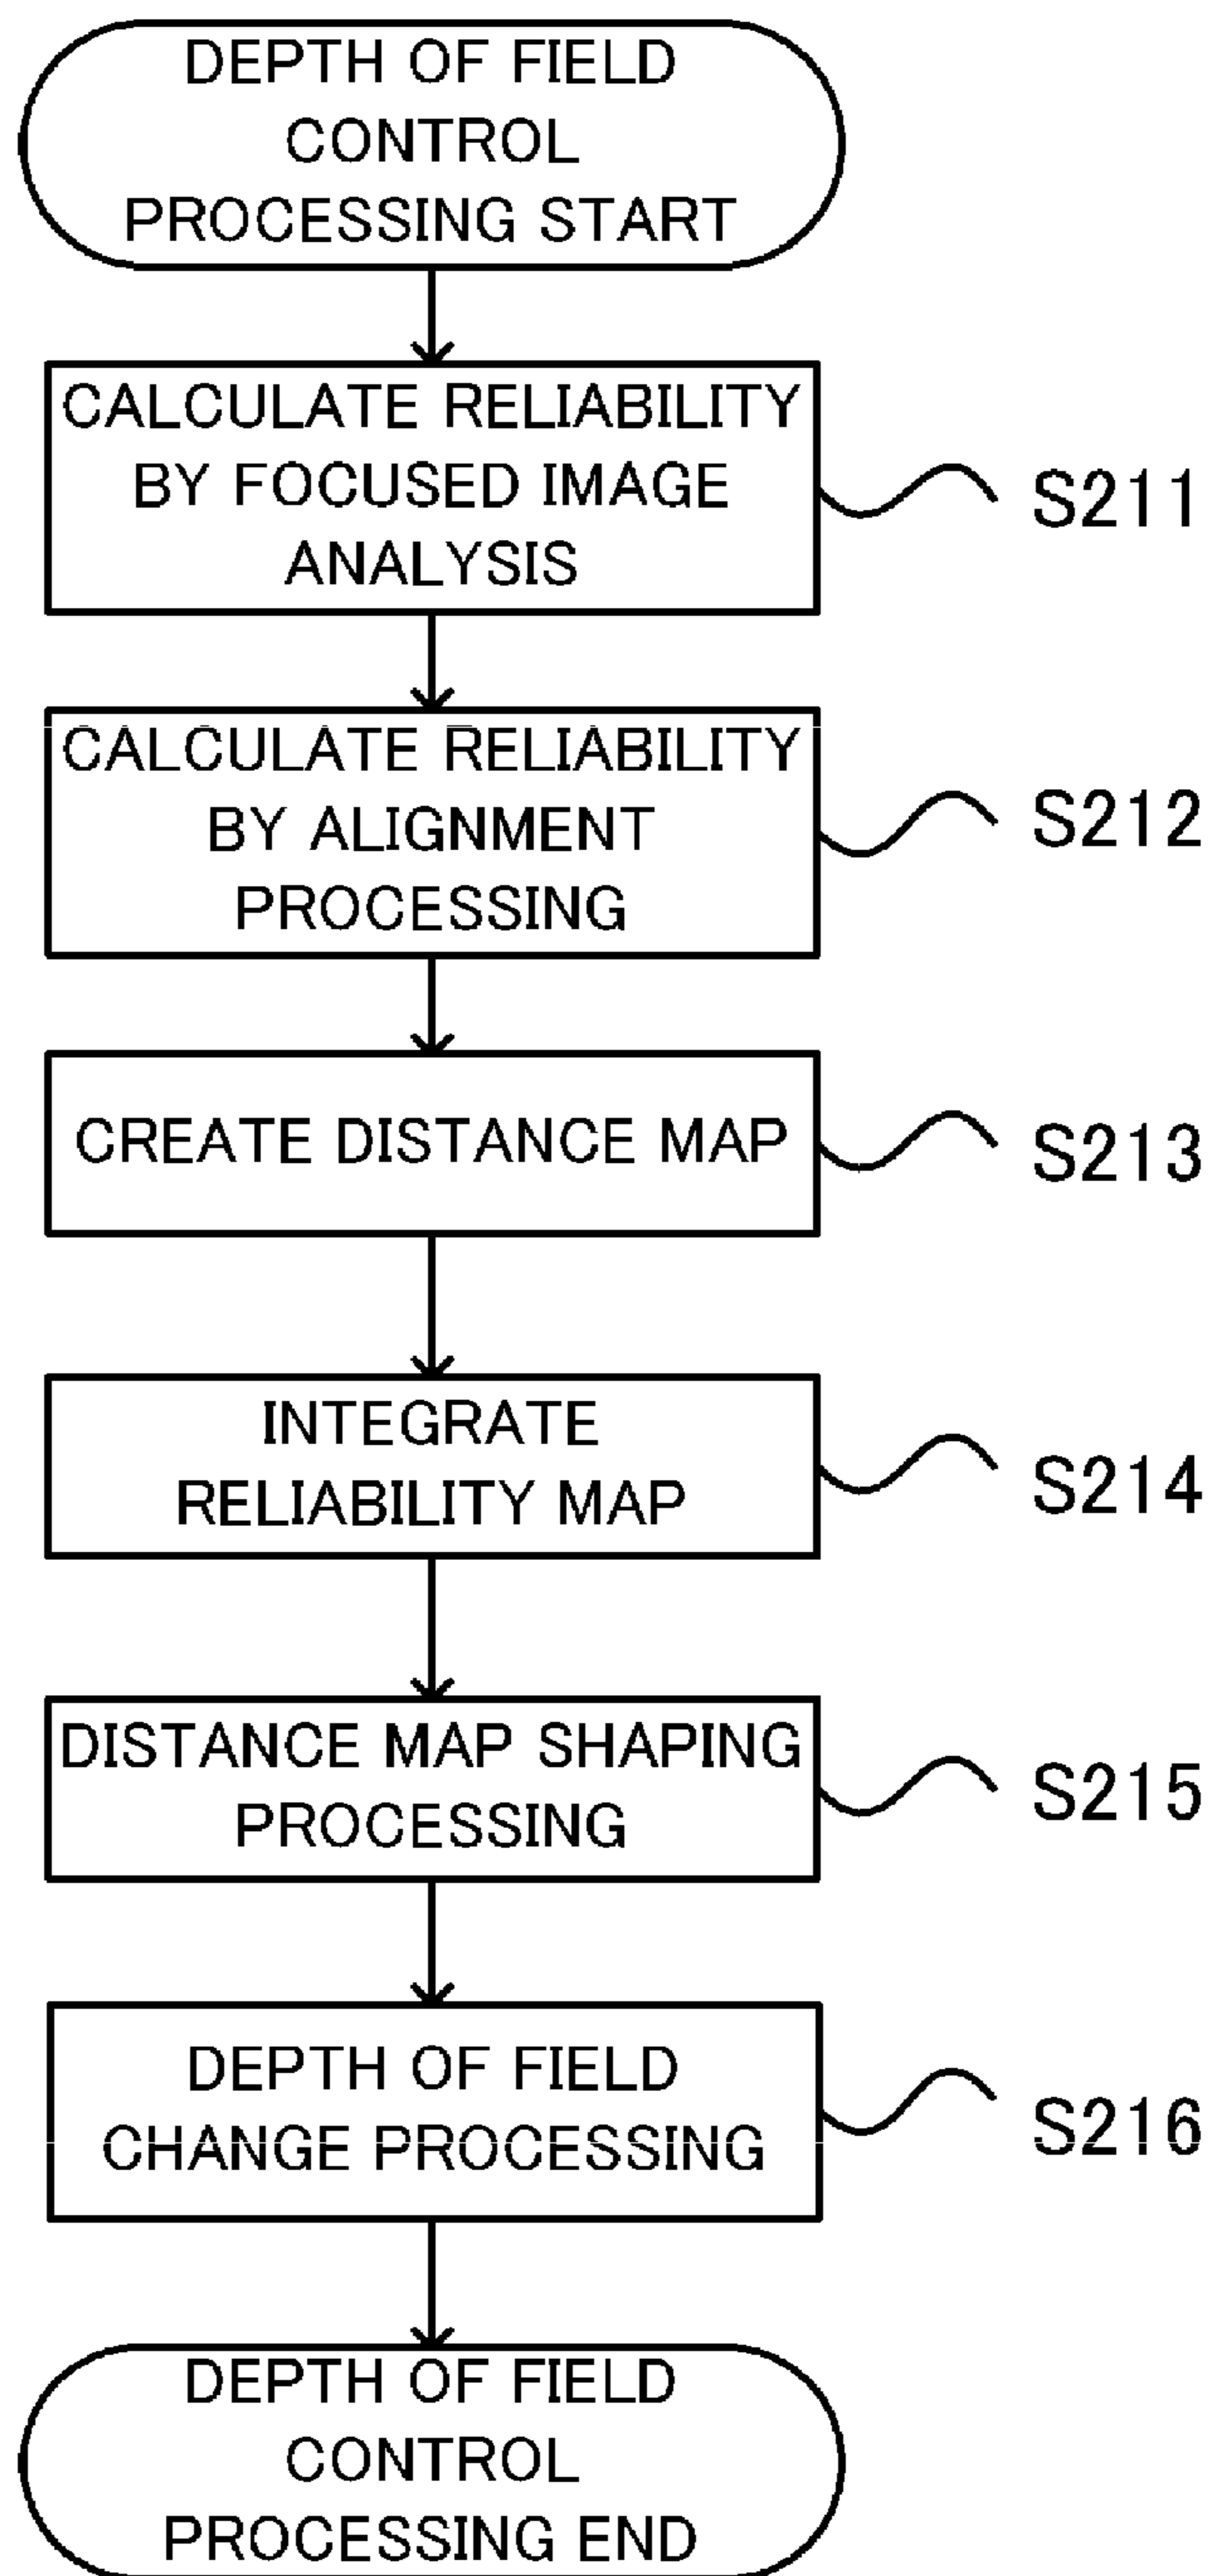 DEPTH OF FIELD
CONTROL
PROCESSING START
CALCULATE RELIABILITY
BY FOCUSED IMAGE
ANALYSIS
S211
CALCULATE RELIABILITY
BY ALIGNMENT
PROCESSING
S212
CREATE DISTANCE MAP
S213
INTEGRATE
RELIABILITY MAP
S214
DISTANCE MAP SHAPING
PROCESSING
S215
DEPTH OF FIELD
CHANGE PROCESSING
S216
DEPTH OF FIELD
CONTROL
PROCESSING END